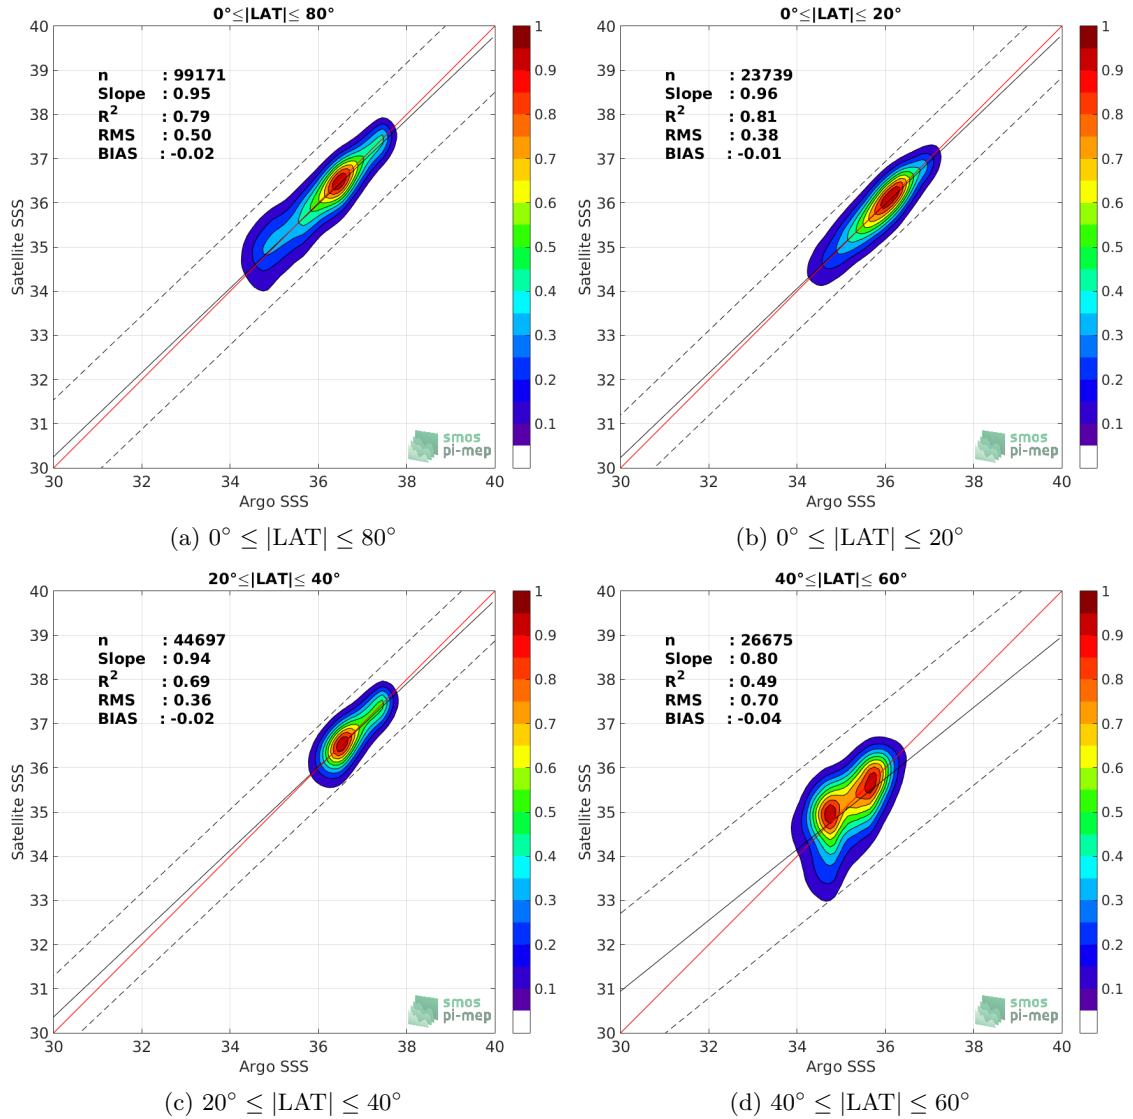 0°≤|LAT|≤ 80°
40
39
38
37
36
35
34
33
32
31
30
Satellite SSS
n : 99171
Slope : 0.95
R2 : 0.79
RMS : 0.50
BIAS : -0.02
smos
pi-mep
30 32 34 36 38 40
Argo SSS
1
0.9
0.8
0.7
0.6
0.5
0.4
0.3
0.2
0.1
(a) 0° ≤ |LAT| ≤ 80°
0°≤|LAT|≤ 20°
40
39
38
37
36
35
34
33
32
31
30
Satellite SSS
n : 23739
Slope : 0.96
R2 : 0.81
RMS : 0.38
BIAS : -0.01
smos
pi-mep
30 32 34 36 38 40
Argo SSS
1
0.9
0.8
0.7
0.6
0.5
0.4
0.3
0.2
0.1
(b) 0° ≤ |LAT| ≤ 20°
20°≤|LAT|≤ 40°
40
39
38
37
36
35
34
33
32
31
30
Satellite SSS
n : 44697
Slope : 0.94
R2 : 0.69
RMS : 0.36
BIAS : -0.02
smos
pi-mep
30 32 34 36 38 40
Argo SSS
1
0.9
0.8
0.7
0.6
0.5
0.4
0.3
0.2
0.1
(c) 20° ≤ |LAT| ≤ 40°
40°≤|LAT|≤ 60°
40
39
38
37
36
35
34
33
32
31
30
Satellite SSS
n : 26675
Slope : 0.80
R2 : 0.49
RMS : 0.70
BIAS : -0.04
smos
pi-mep
30 32 34 36 38 40
Argo SSS
1
0.9
0.8
0.7
0.6
0.5
0.4
0.3
0.2
0.1
(d) 40° ≤ |LAT| ≤ 60°